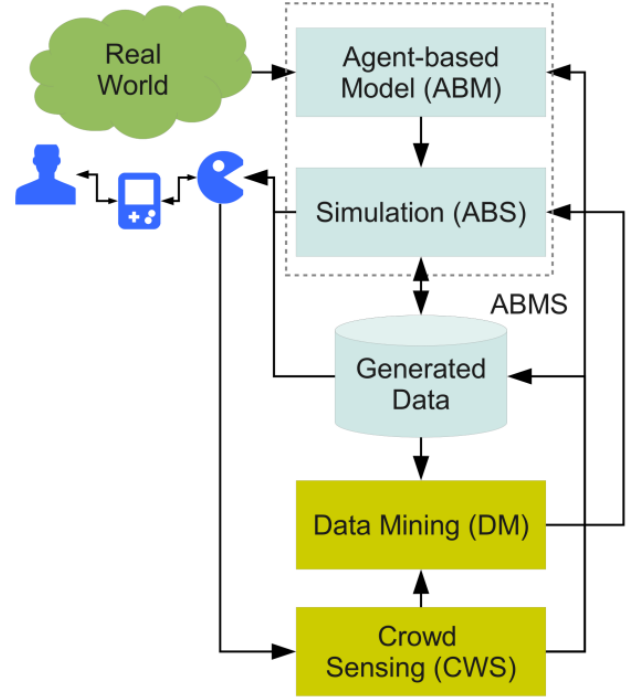 Real
World
Agent-based
Model (ABM)
Simulation (ABS)
ABMS
Generated
Data
Data Mining (DM)
Crowd
Sensing (CWS)